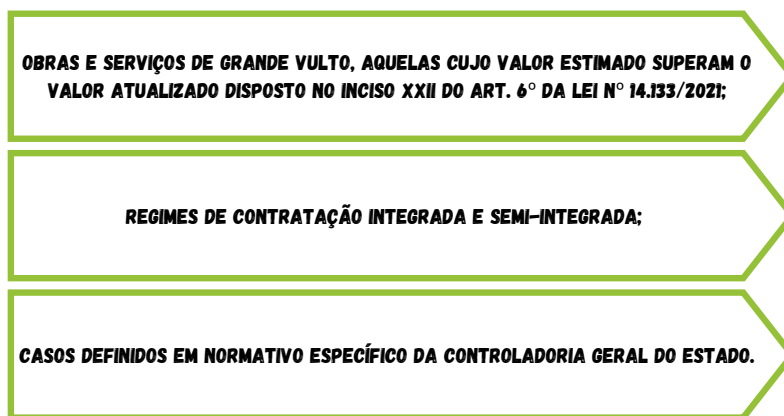 OBRAS E SERVIÇOS DE GRANDE VULTO, AQUELAS CUJO VALOR ESTIMADO SUPERAM O
VALOR ATUALIZADO DISPOSTO NO INCISO XXII DO ART. 6º DA LEI Nº 14.133/2021;
REGIMES DE CONTRATAÇÃO INTEGRADA E SEMI-INTEGRADA;
CASOS DEFINIDOS EM NORMATIVO ESPECÍFICO DA CONTROLADORIA GERAL DO ESTADO.